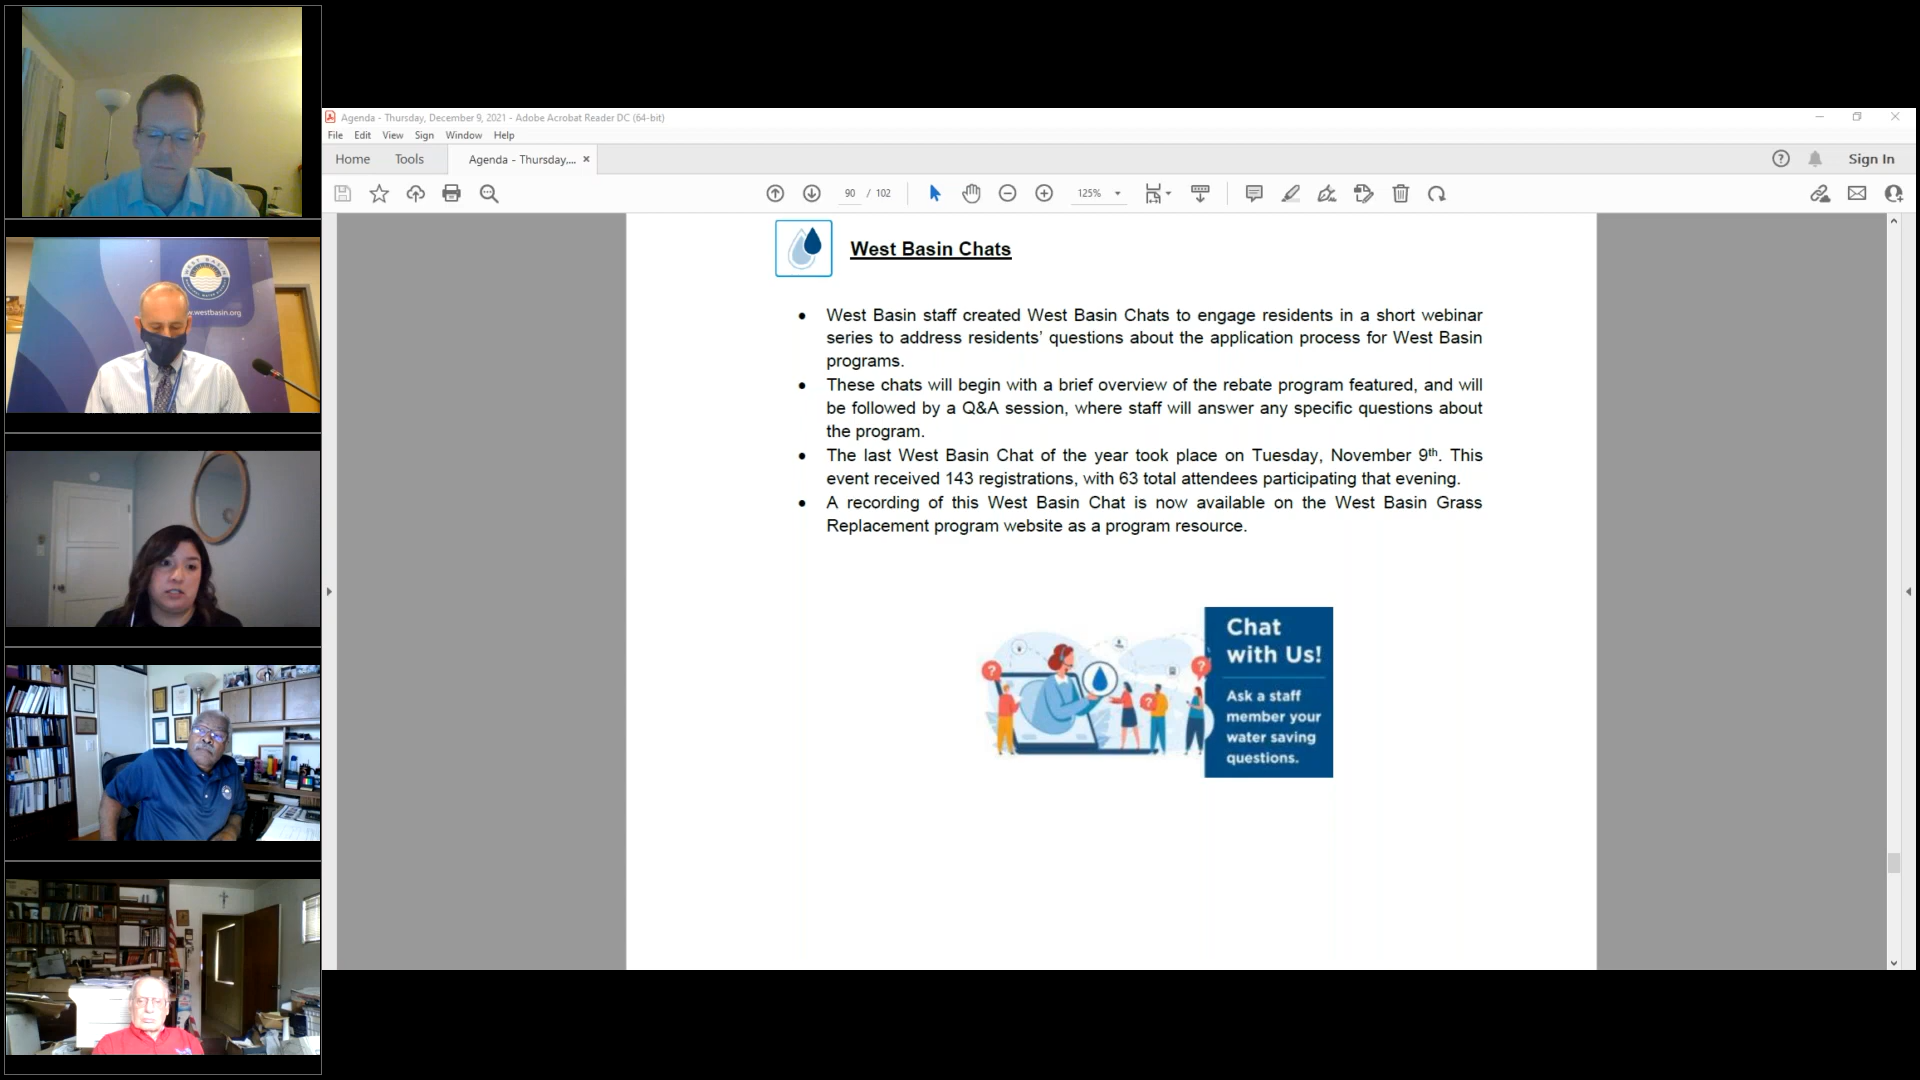 Agenda - Thursday, December 9, 2021 - Adobe Acrobat Reader DC (64-bit)
File Edit View Sign Window Help
Home Tools Agenda - Thursday,... × Sign In
90 / 102 125%
West Basin Chats
• West Basin staff created West Basin Chats to engage residents in a short webinar
series to address residents’ questions about the application process for West Basin
programs.
• These chats will begin with a brief overview of the rebate program featured, and will
be followed by a Q&A session, where staff will answer any specific questions about
the program.
• The last West Basin Chat of the year took place on Tuesday, November 9th. This
event received 143 registrations, with 63 total attendees participating that evening.
• A recording of this West Basin Chat is now available on the West Basin Grass
Replacement program website as a program resource.
Chat
with Us!
Ask a staff
member your
water saving
questions.
WEST BASIN
w.westbasin.org